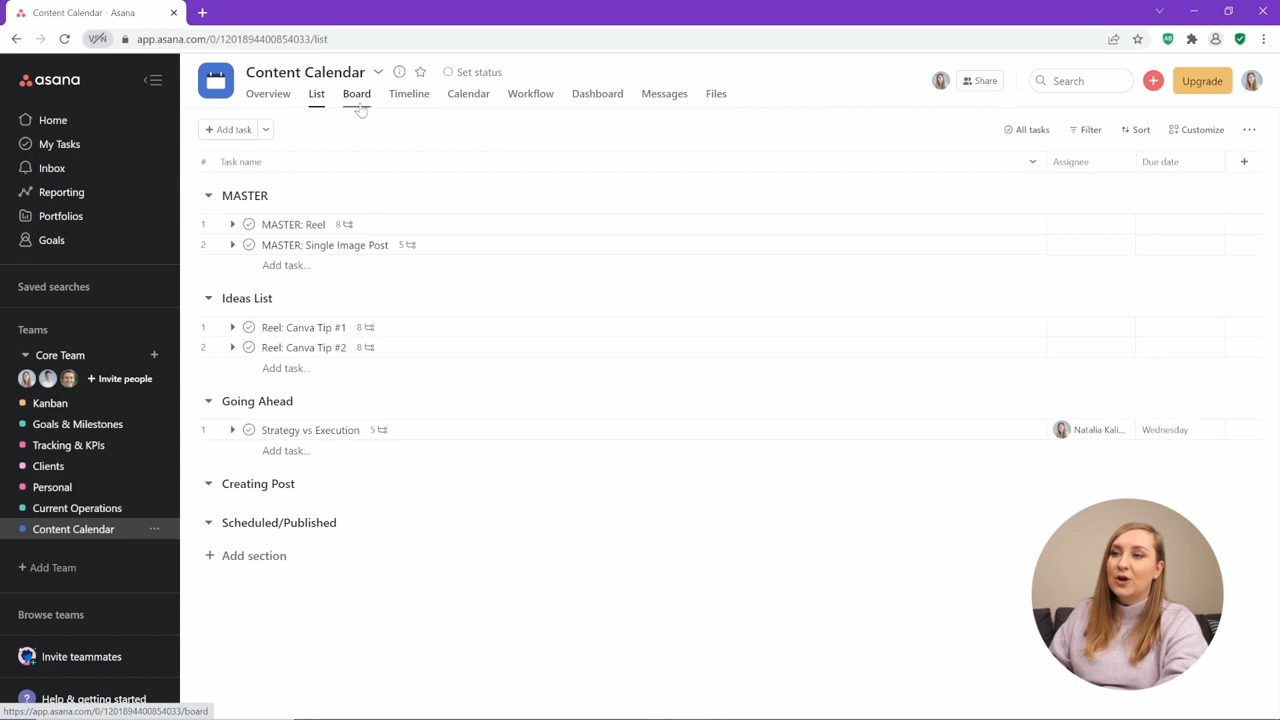 Content Calendar - Asana
VPN
app.asana.com/0/1201894400854033/list
asana
Home
My Tasks
Inbox
Reporting
Portfolios
Goals
Saved searches
Teams
Core Team
+ Invite people
Kanban
Goals & Milestones
Tracking & KPIs
Clients
Personal
Current Operations
Content Calendar
+ Add Team
Browse teams
Invite teammates
? Help & getting started
Content Calendar
Set status
Share
Search
Upgrade
Overview List Board Timeline Calendar Workflow Dashboard Messages Files
+ Add task
All tasks Filter Sort Customize
# Task name Assignee Due date
MASTER
1 MASTER: Reel 8
2 MASTER: Single Image Post 5
Add task...
Ideas List
1 Reel: Canva Tip #1 8
2 Reel: Canva Tip #2 8
Add task...
Going Ahead
1 Strategy vs Execution 5 Natalia Kali... Wednesday
Add task...
Creating Post
Scheduled/Published
+ Add section
https://app.asana.com/0/1201894400854033/board